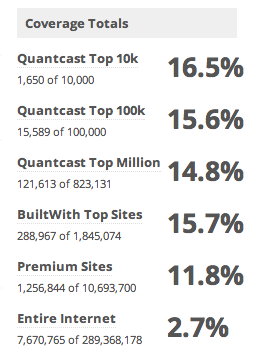 Coverage Totals
Quantcast Top 10k
1,650 of 10,000
16.5%
Quantcast Top 100k
15,589 of 100,000
15.6%
Quantcast Top Million
121,613 of 823,131
14.8%
BuiltWith Top Sites
288,967 of 1,845,074
15.7%
Premium Sites
1,256,844 of 10,693,700
11.8%
Entire Internet
7,670,765 of 289,368,178
2.7%